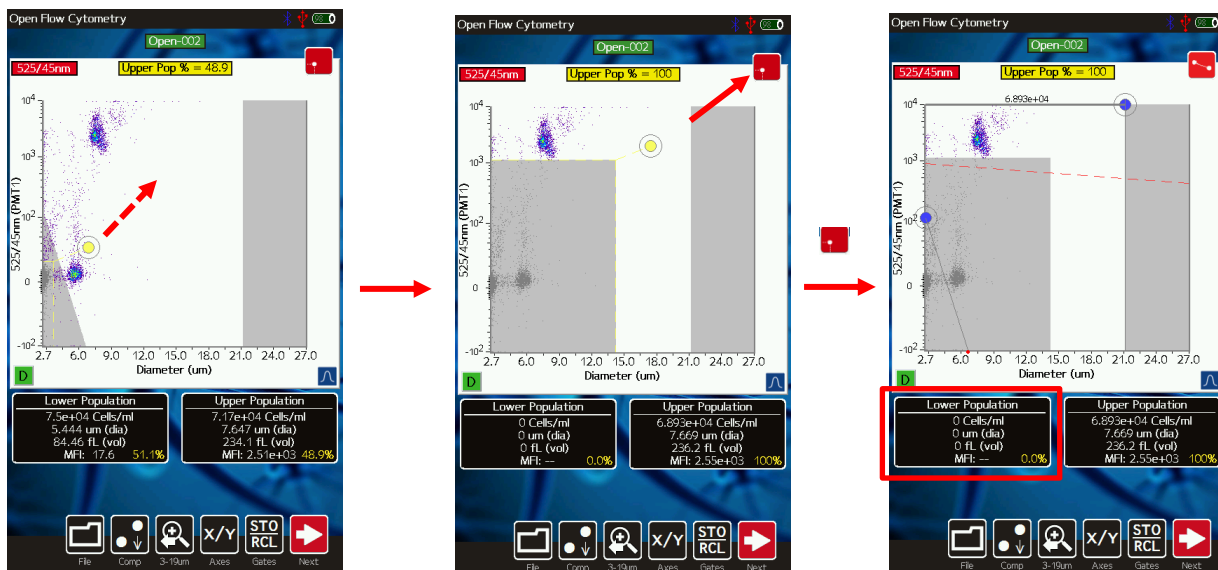 Open Flow Cytometry
Open-002
525/45nm
Upper Pop % = 48.9
525/45nm (PMT1)
10^4
10^3
10^2
0
-10^2
2.7 6.0 9.0 12.0 15.0 18.0 21.0 24.0 27.0
Diameter (um)
D
Lower Population
7.5e+04 Cells/ml
5.444 um (dia)
84.46 fL (vol)
MFI: 17.6 51.1%
Upper Population
7.17e+04 Cells/ml
7.647 um (dia)
234.1 fL (vol)
MFI: 2.51e+03 48.9%
File Comp 3-19um X/Y Axes STO RCL Gates Next
Open Flow Cytometry
Open-002
525/45nm
Upper Pop % = 100
525/45nm (PMT1)
10^4
10^3
10^2
0
-10^2
2.7 6.0 9.0 12.0 15.0 18.0 21.0 24.0 27.0
Diameter (um)
D
Lower Population
0 Cells/ml
0 um (dia)
0 fL (vol)
MFI: -- 0.0%
Upper Population
6.893e+04 Cells/ml
7.669 um (dia)
236.2 fL (vol)
MFI: 2.55e+03 100%
File Comp 3-19um X/Y Axes STO RCL Gates Next
Open Flow Cytometry
Open-002
525/45nm
Upper Pop % = 100
6.893e+04
525/45nm (PMT1)
10^4
10^3
10^2
0
-10^2
2.7 6.0 9.0 12.0 15.0 18.0 21.0 24.0 27.0
Diameter (um)
D
Lower Population
0 Cells/ml
0 um (dia)
0 fL (vol)
MFI: -- 0.0%
Upper Population
6.893e+04 Cells/ml
7.669 um (dia)
236.2 fL (vol)
MFI: 2.55e+03 100%
File Comp 3-19um X/Y Axes STO RCL Gates Next